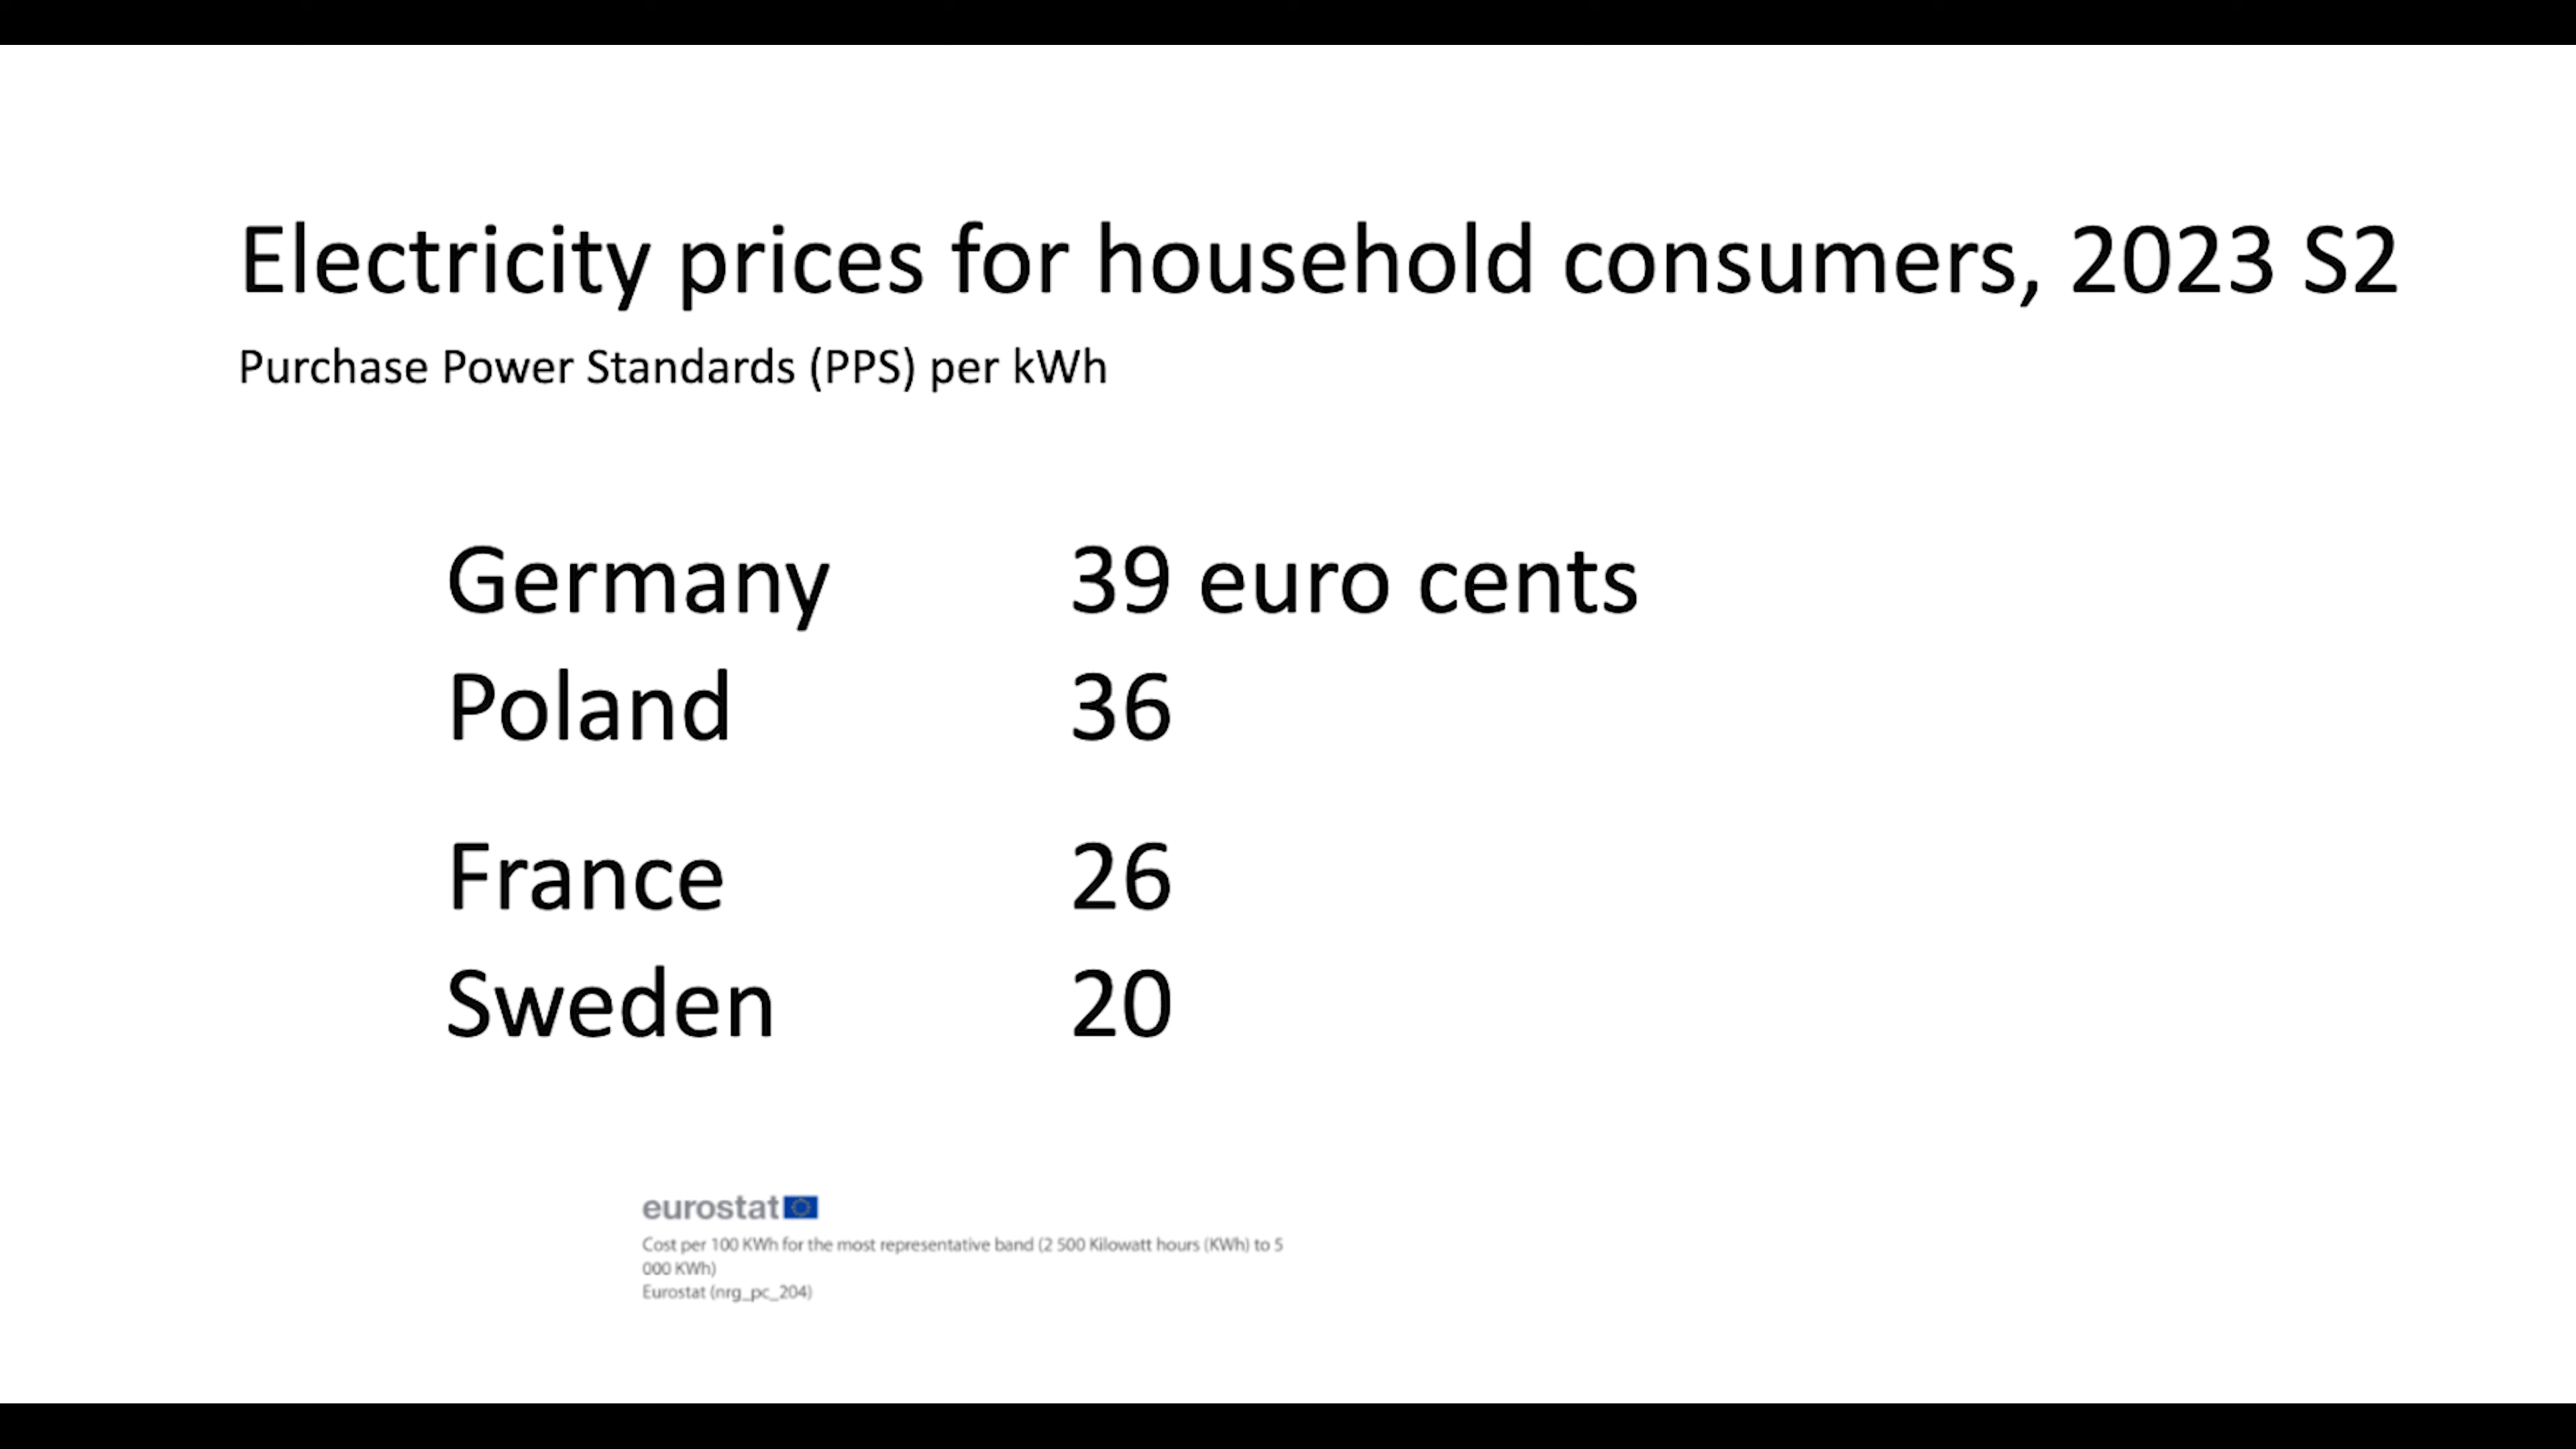 Electricity prices for household consumers, 2023 S2
Purchase Power Standards (PPS) per kWh
Germany 39 euro cents
Poland 36
France 26
Sweden 20
eurostat
Cost per 100 KWh for the most representative band (2 500 Kilowatt hours (KWh) to 5
000 KWh)
Eurostat (nrg_pc_204)